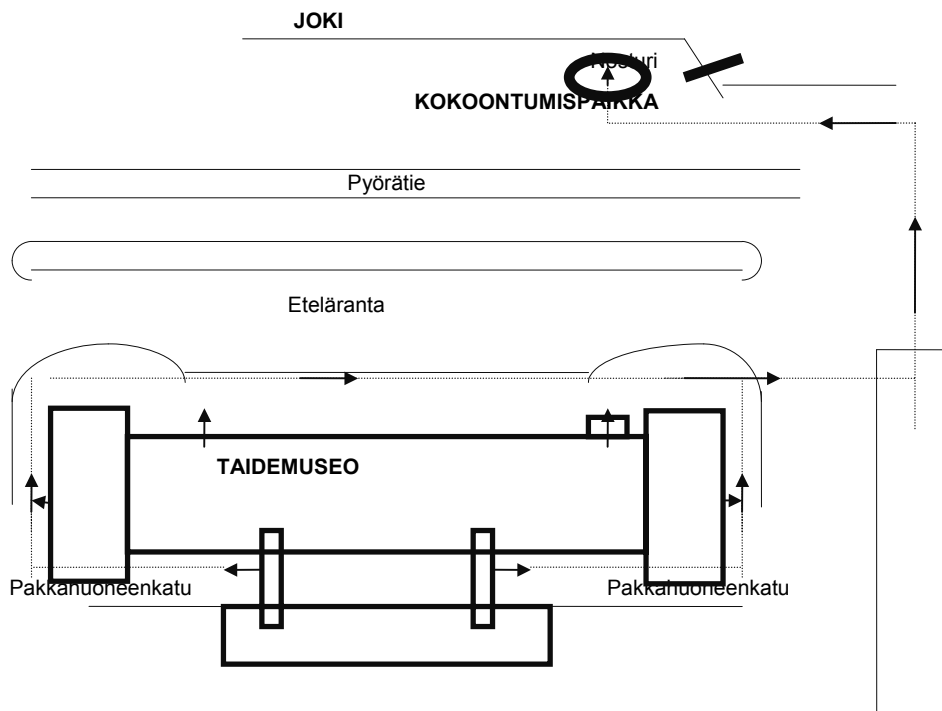 JOKI
Nosturi
KOKOONTUMISPAIKKA
Pyörätie
Eteläranta
TAIDEMUSEO
Pakkahuoneenkatu Pakkahuoneenkatu